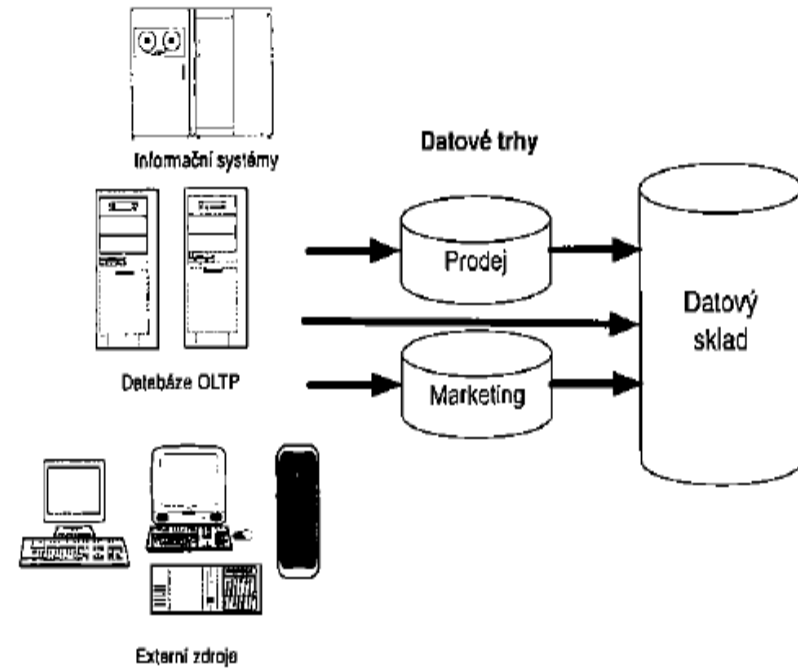 Informační systémy
Datové trhy
Prodej
Datový
sklad
Databáze OLTP
Marketing
Externí zdroje